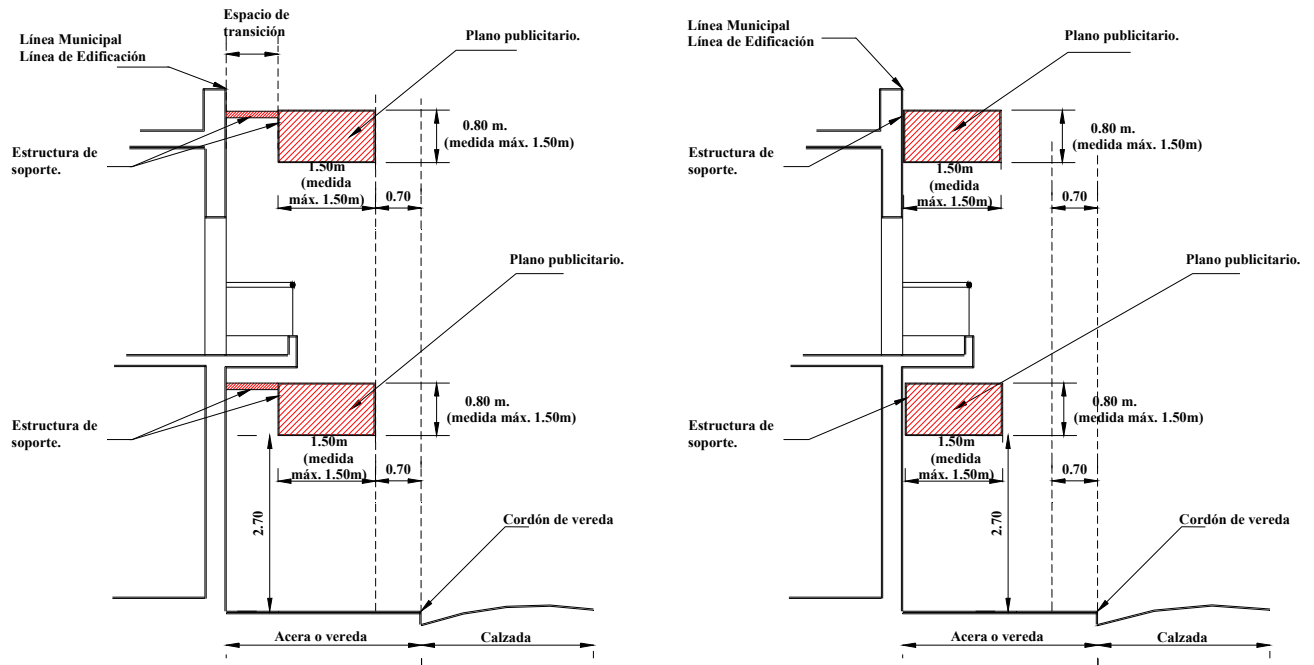 Espacio de
transición
Línea Municipal
Línea de Edificación
Plano publicitario.
0.80 m.
(medida máx. 1.50m)
Estructura de
soporte.
1.50m
(medida
máx. 1.50m)
0.70
Plano publicitario.
0.80 m.
(medida máx. 1.50m)
Estructura de
soporte.
1.50m
(medida
máx. 1.50m)
0.70
2.70
Cordón de vereda
Acera o vereda
Calzada
Línea Municipal
Línea de Edificación
Plano publicitario.
0.80 m.
(medida máx. 1.50m)
Estructura de
soporte.
1.50m
(medida
máx. 1.50m)
0.70
Plano publicitario.
0.80 m.
(medida máx. 1.50m)
Estructura de
soporte.
1.50m
(medida
máx. 1.50m)
0.70
2.70
Cordón de vereda
Acera o vereda
Calzada